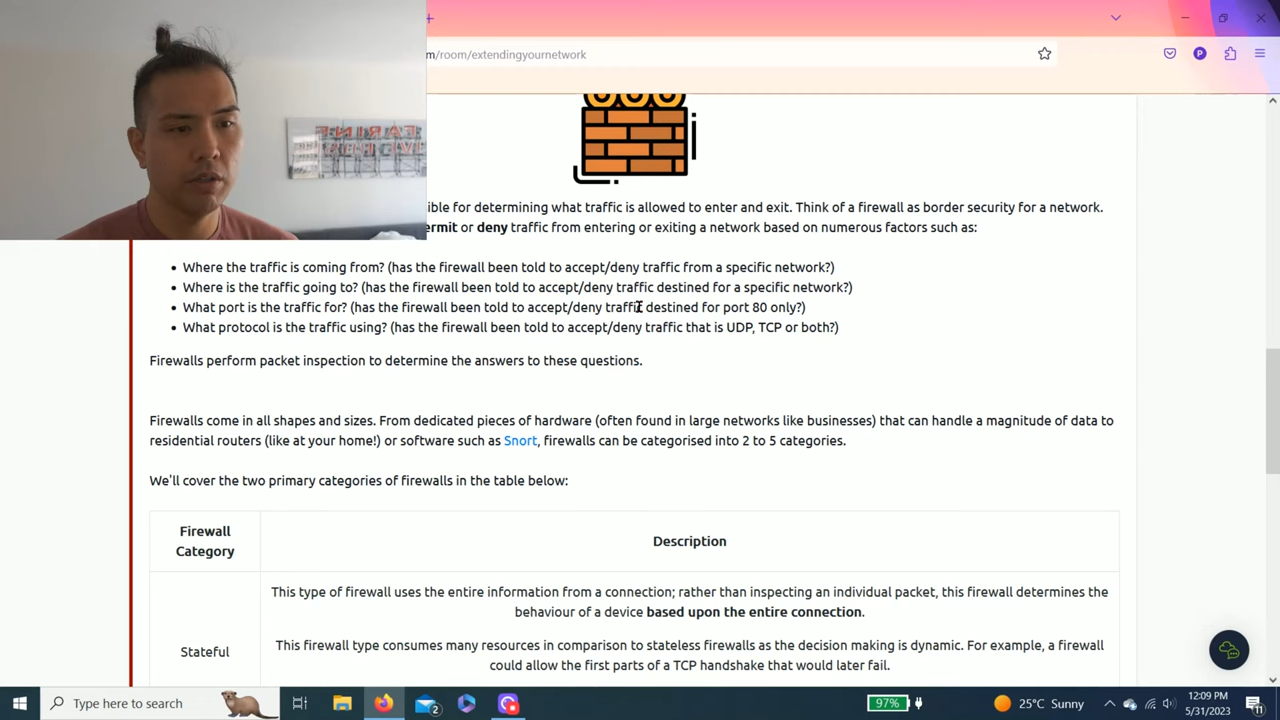 m/room/extendingyournetwork
ible for determining what traffic is allowed to enter and exit. Think of a firewall as border security for a network.
ermit or deny traffic from entering or exiting a network based on numerous factors such as:
• Where the traffic is coming from? (has the firewall been told to accept/deny traffic from a specific network?)
• Where is the traffic going to? (has the firewall been told to accept/deny traffic destined for a specific network?)
• What port is the traffic for? (has the firewall been told to accept/deny traffic destined for port 80 only?)
• What protocol is the traffic using? (has the firewall been told to accept/deny traffic that is UDP, TCP or both?)
Firewalls perform packet inspection to determine the answers to these questions.
Firewalls come in all shapes and sizes. From dedicated pieces of hardware (often found in large networks like businesses) that can handle a magnitude of data to
residential routers (like at your home!) or software such as Snort, firewalls can be categorised into 2 to 5 categories.
We'll cover the two primary categories of firewalls in the table below:
Firewall
Category
Description
This type of firewall uses the entire information from a connection; rather than inspecting an individual packet, this firewall determines the
behaviour of a device based upon the entire connection.
Stateful
This firewall type consumes many resources in comparison to stateless firewalls as the decision making is dynamic. For example, a firewall
could allow the first parts of a TCP handshake that would later fail.
Type here to search
2
97%
25°C Sunny
12:09 PM
5/31/2023
11
P